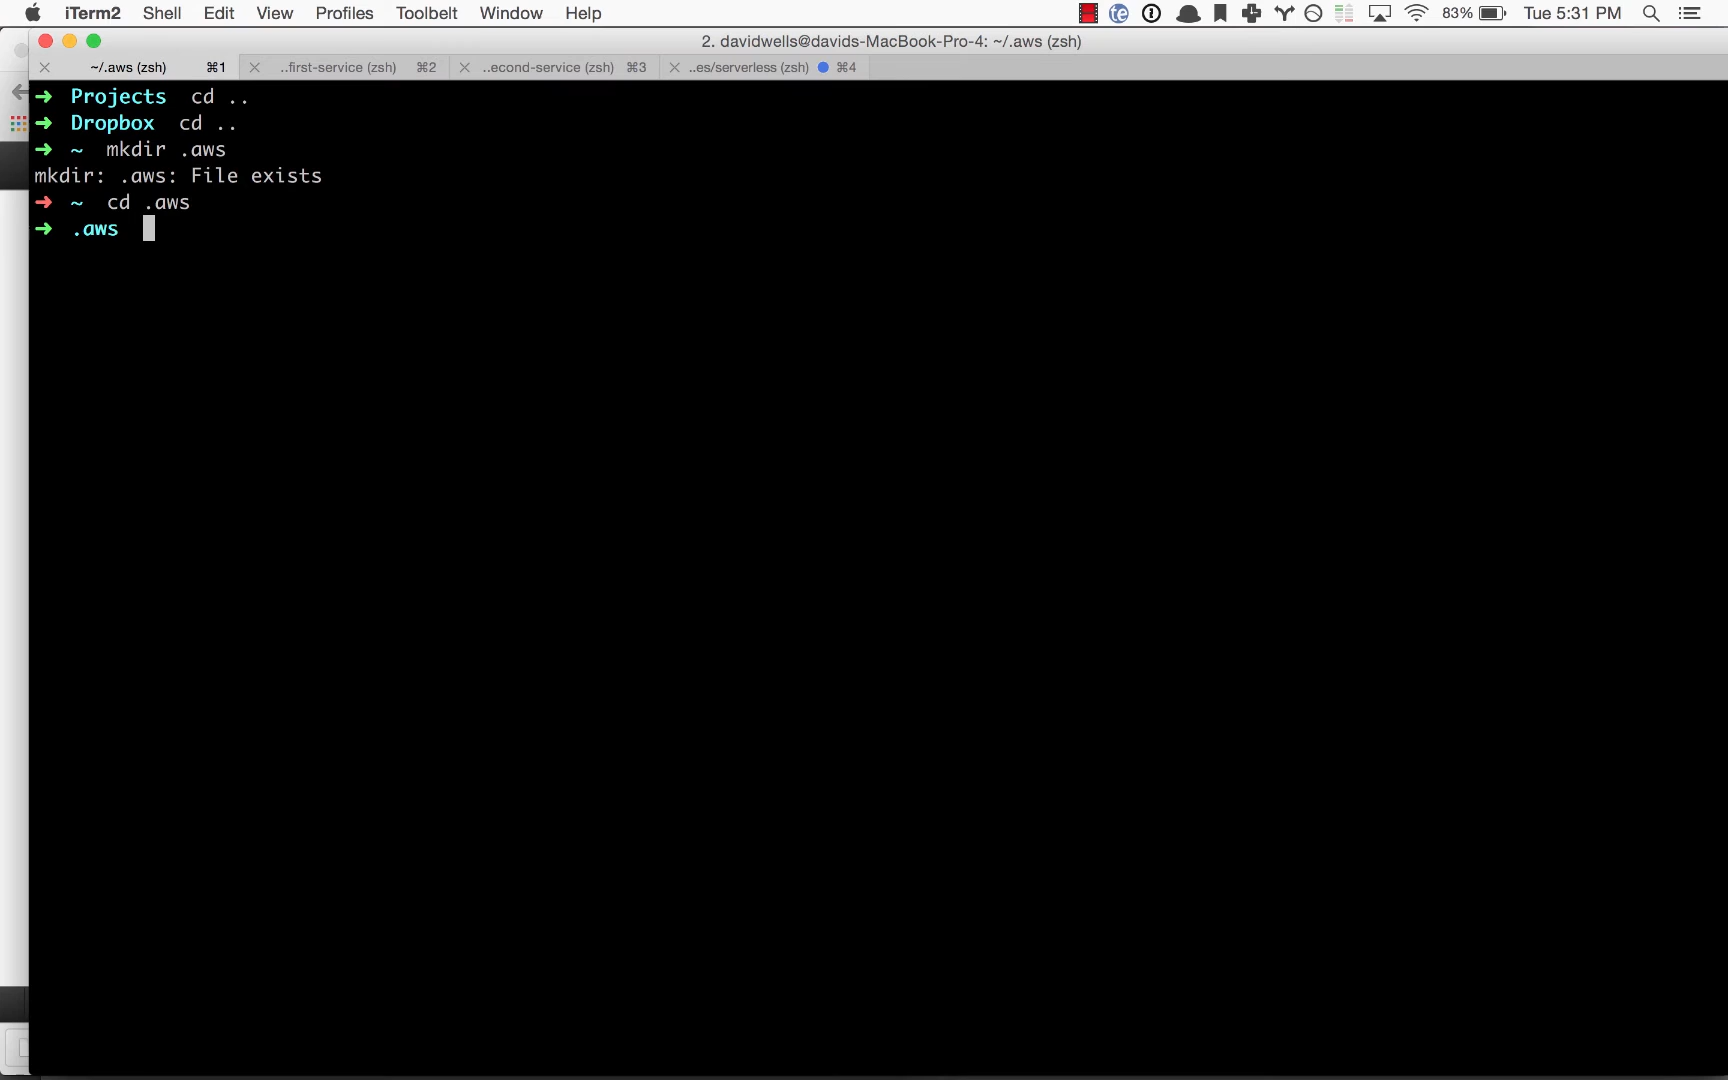 iTerm2 Shell Edit View Profiles Toolbelt Window Help 83% Tue 5:31 PM
2. davidwells@davids-MacBook-Pro-4: ~/.aws (zsh)
~/.aws (zsh) ⌘1 ..first-service (zsh) ⌘2 ..econd-service (zsh) ⌘3 ..es/serverless (zsh) ⌘4
➜ Projects cd ..
➜ Dropbox cd ..
➜ ~ mkdir .aws
mkdir: .aws: File exists
➜ ~ cd .aws
➜ .aws